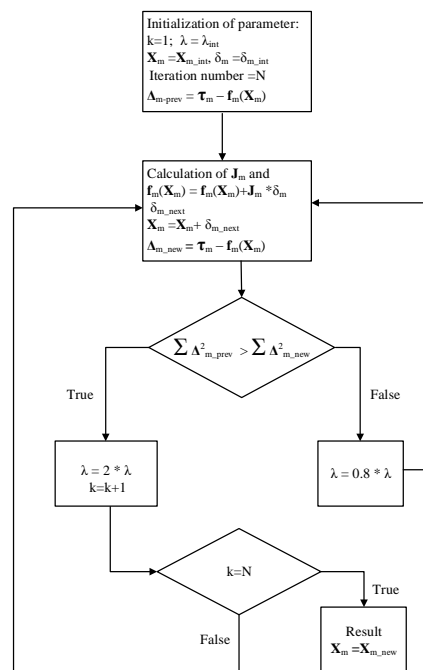 Initialization of parameter:
k=1; λ = λint
Xm =Xm_int, δm =δm_int
Iteration number =N
Δm-prev = τm − fm(Xm)
Calculation of Jm and
fm(Xm) = fm(Xm)+Jm *δm
δm_next
Xm =Xm+ δm_next
Δm_new = τm − fm(Xm)
∑ Δ²m_prev > ∑ Δ²m_new
True
False
λ = 2 * λ
k=k+1
λ = 0.8 * λ
k=N
True
False
Result
Xm =Xm_new